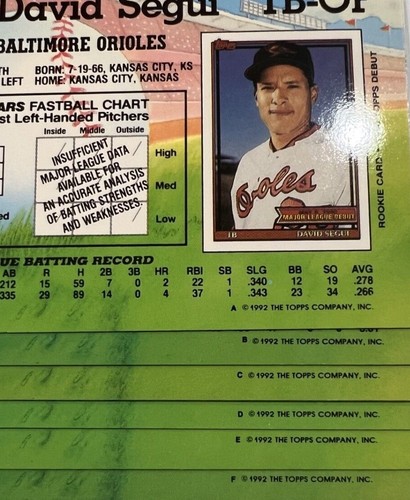 David Segui 1B-OF
BALTIMORE ORIOLES
TH BORN: 7-19-66, KANSAS CITY, KS
LEFT HOME: KANSAS CITY, KANSAS
ARS FASTBALL CHART
st Left-Handed Pitchers
Inside Middle Outside
High
Med
Low
INSUFFICIENT
MAJOR-LEAGUE DATA
AVAILABLE FOR
AN ACCURATE ANALYSIS
OF BATTING STRENGTHS
AND WEAKNESSES.
ed
Topps
Orioles
MAJOR LEAGUE DEBUT
1B DAVID SEGUI
ROOKIE CARD OPPS DEBUT
UE BATTING RECORD
AB R H 2B 3B HR RBI SB SLG BB SO AVG
212 15 59 7 0 2 22 1 .340 12 19 .278
335 29 89 14 0 4 37 1 .343 23 34 .266
A © 1992 THE TOPPS COMPANY, INC.
B © 1992 THE TOPPS COMPANY, INC.
C © 1992 THE TOPPS COMPANY, INC.
D © 1992 THE TOPPS COMPANY, INC.
E © 1992 THE TOPPS COMPANY, INC.
F © 1992 THE TOPPS COMPANY, INC.